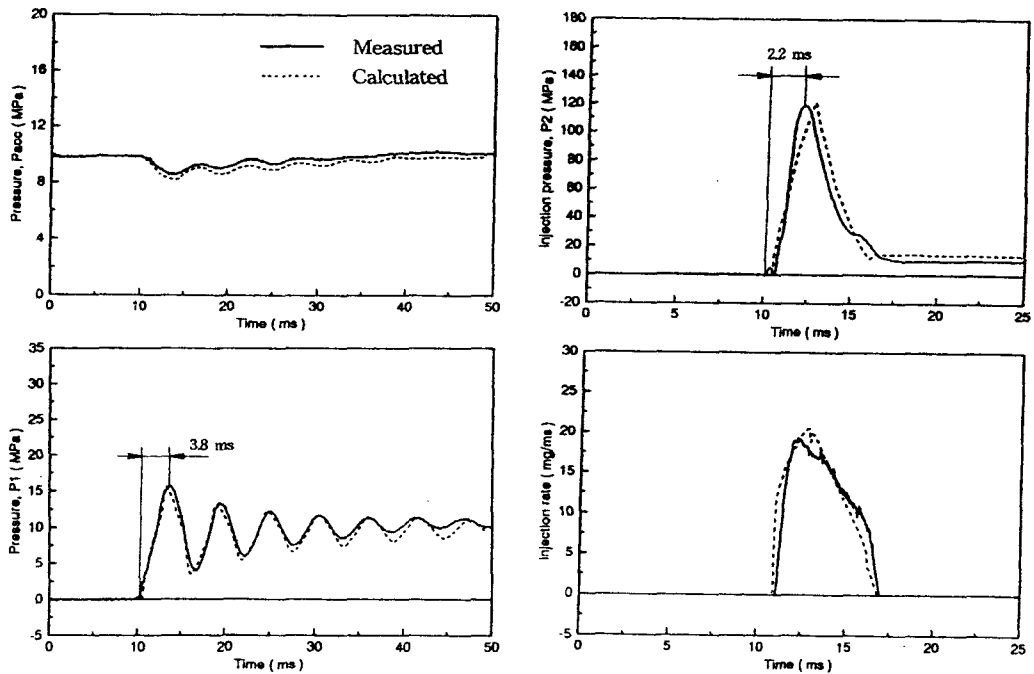 20
16
12
8
4
0
Pressure, Pacc ( MPa )
Measured
Calculated
0 10 20 30 40 50
Time ( ms )
180
160
140
120
100
80
60
40
20
0
-20
Injection pressure, P2 ( MPa )
2.2 ms
0 5 10 15 20 25
Time ( ms )
35
30
25
20
15
10
5
0
-5
Pressure, P1 ( MPa )
3.8 ms
0 10 20 30 40 50
Time ( ms )
30
25
20
15
10
5
0
-5
Injection rate ( mg/ms )
0 5 10 15 20 25
Time ( ms )